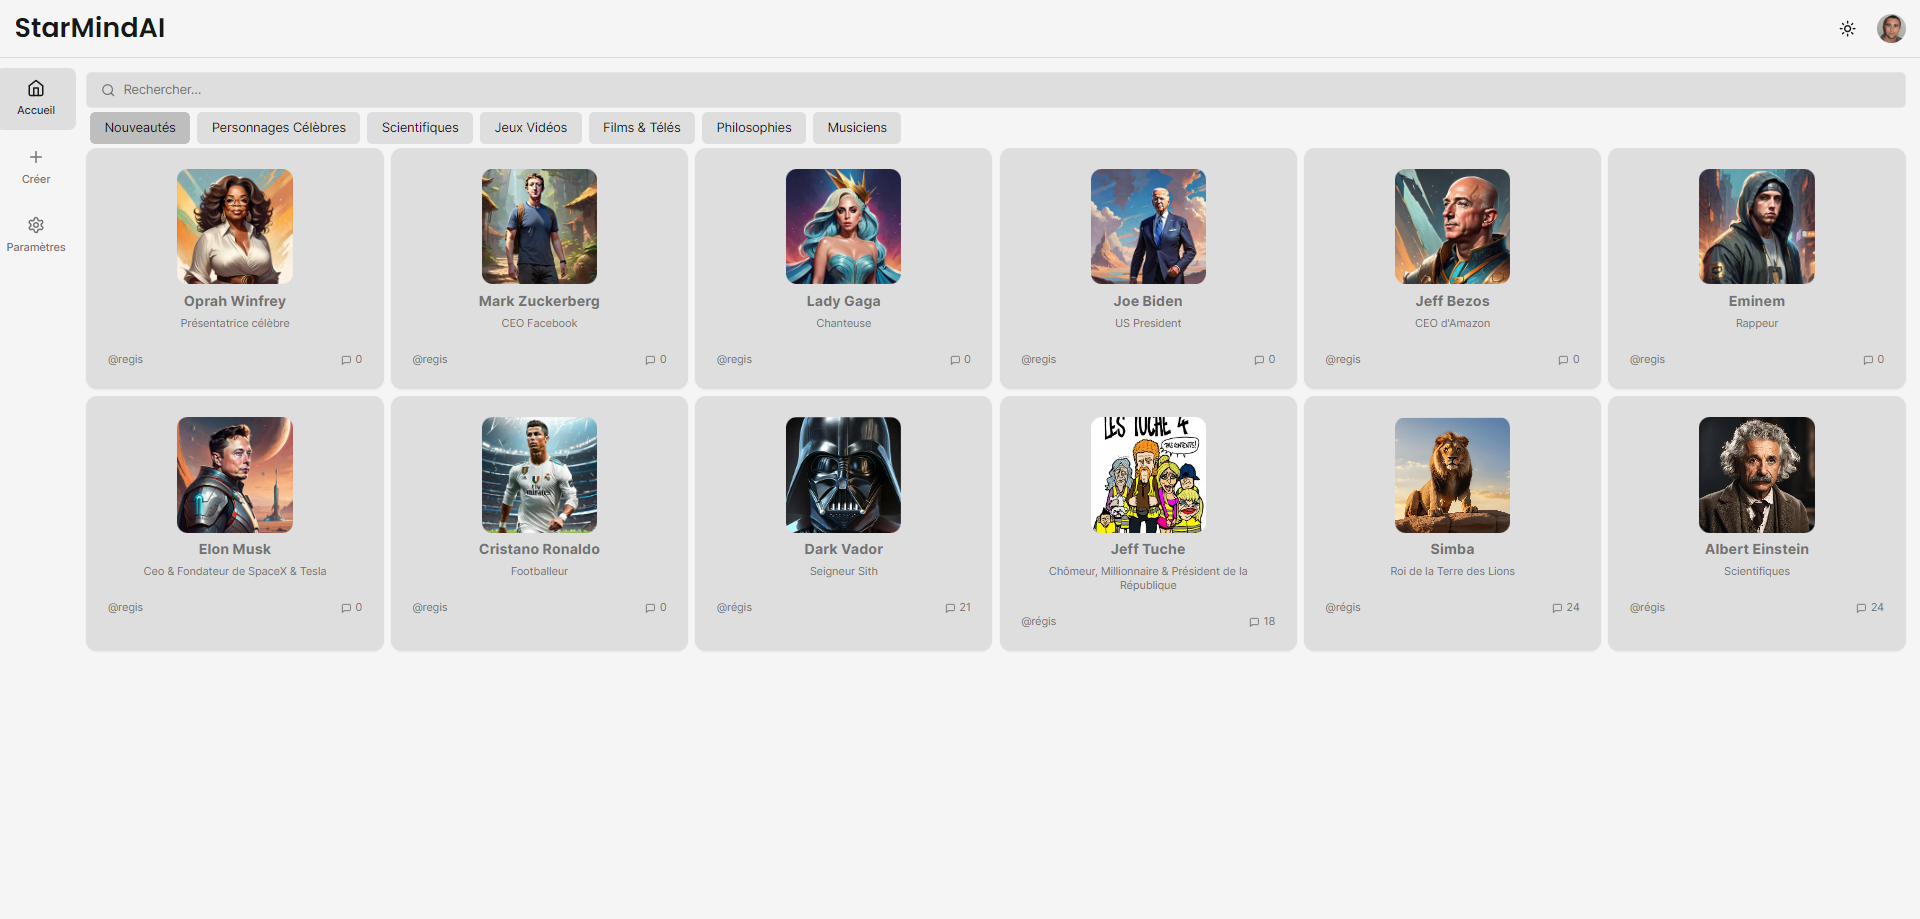 StarMindAI
Rechercher...
Accueil
Créer
Paramètres
Nouveautés Personnages Célèbres Scientifiques Jeux Vidéos Films & Télés Philosophies Musiciens
Oprah Winfrey
Présentatrice célèbre
@regis 0
Mark Zuckerberg
CEO Facebook
@regis 0
Lady Gaga
Chanteuse
@regis 0
Joe Biden
US President
@regis 0
Jeff Bezos
CEO d'Amazon
@regis 0
Eminem
Rappeur
@regis 0
Elon Musk
Ceo & Fondateur de SpaceX & Tesla
@regis 0
Cristano Ronaldo
Footballeur
@regis 0
Dark Vador
Seigneur Sith
@régis 21
LES TUCHE 4
Jeff Tuche
Chômeur, Millionnaire & Président de la
République
@régis 18
Simba
Roi de la Terre des Lions
@régis 24
Albert Einstein
Scientifiques
@régis 24